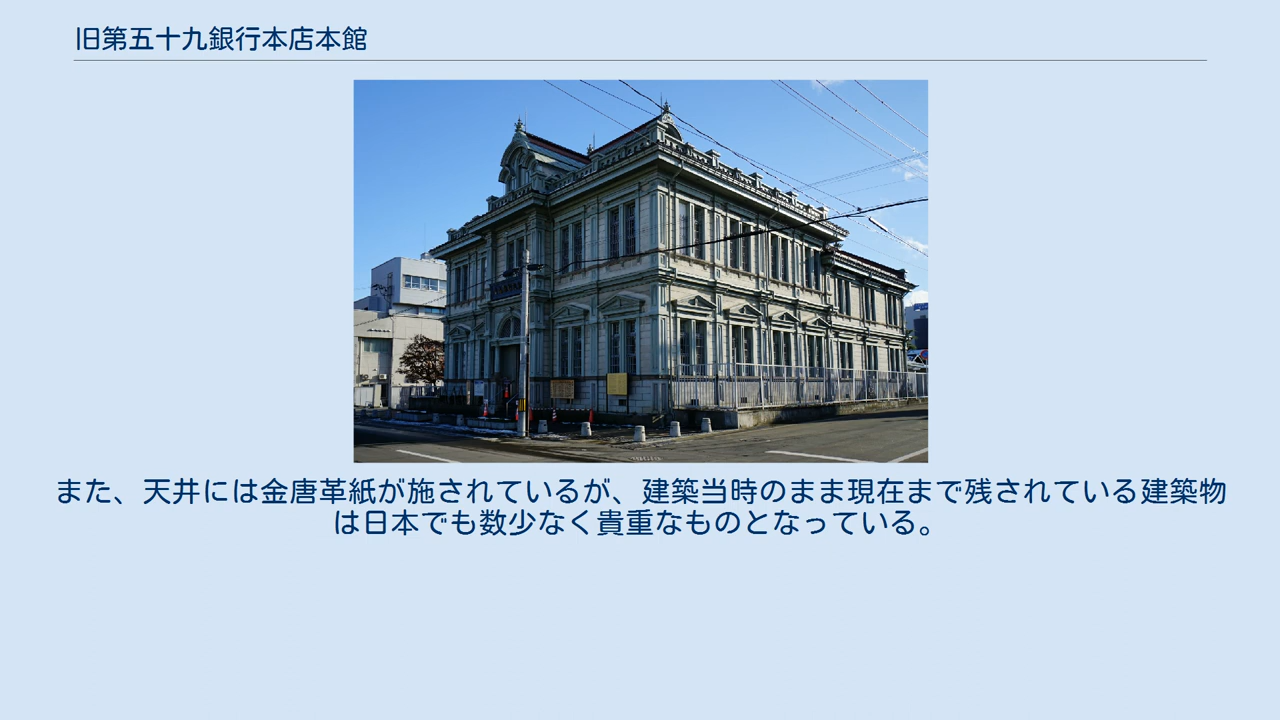 旧第五十九銀行本店本館
また、天井には金唐革紙が施されているが、建築当時のまま現在まで残されている建築物
は日本でも数少なく貴重なものとなっている。